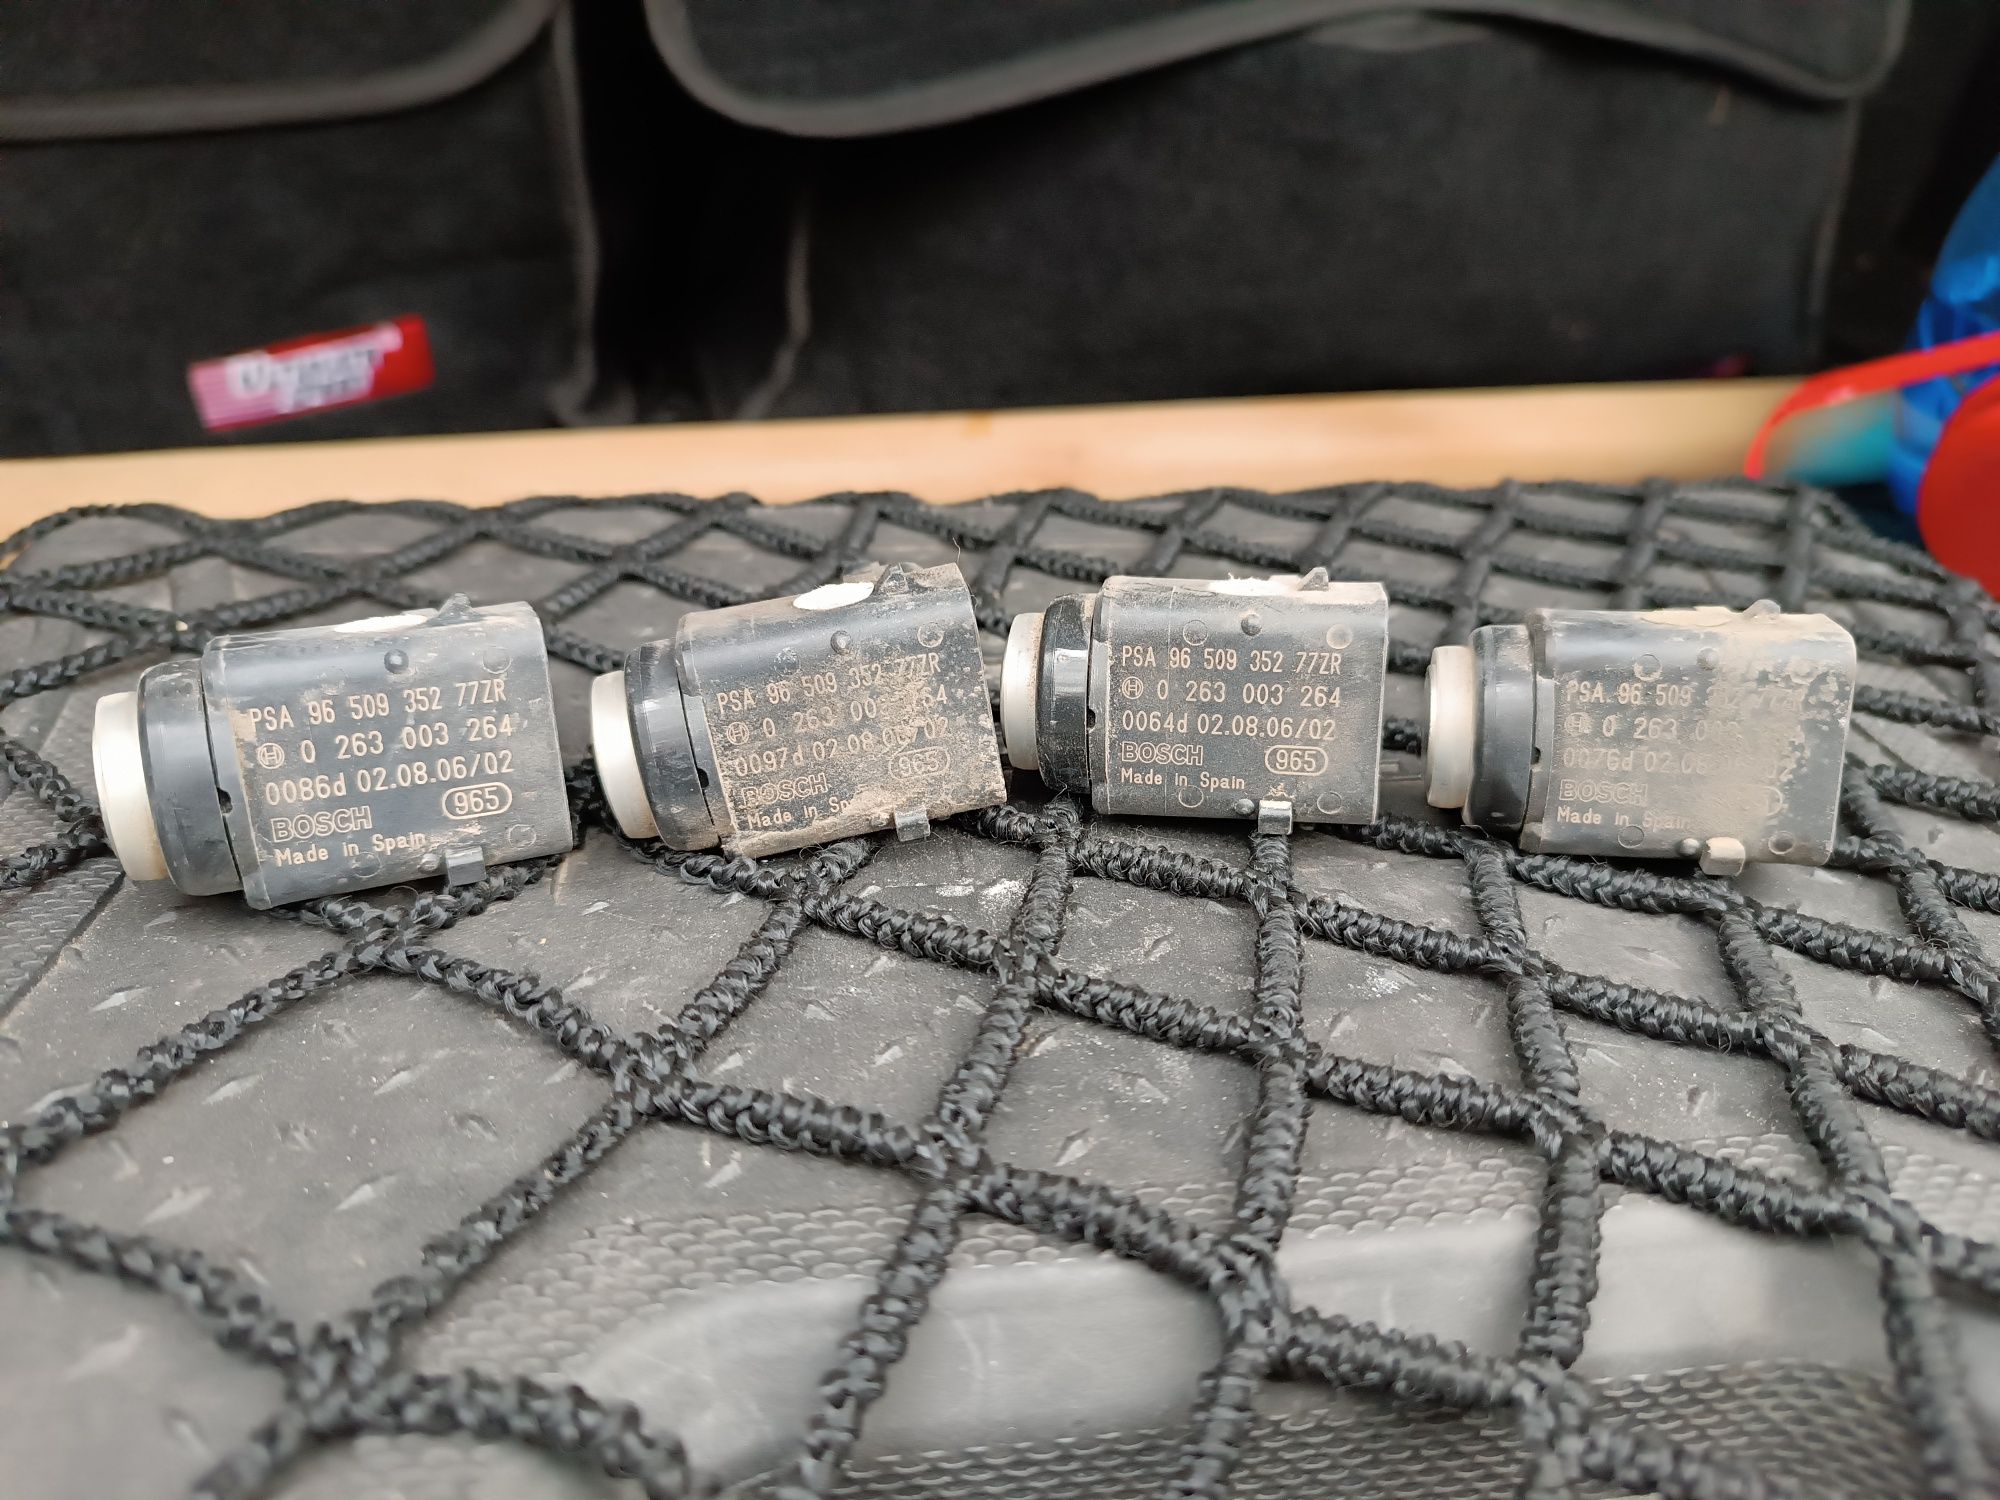 PSA 96 509 352 77ZR
0 263 003 264
0086d 02.08.06/02
BOSCH 965
Made in Spain
PSA 96 509 352 77ZR
0 263 003
0097d 02.08.06/02
BOSCH 965
Made in
PSA 96 509 352 77ZR
0 263 003 264
0064d 02.08.06/02
BOSCH 965
Made in Spain
PSA 96 509 77ZR
0 263
0076d
BOSCH
Made in Spain